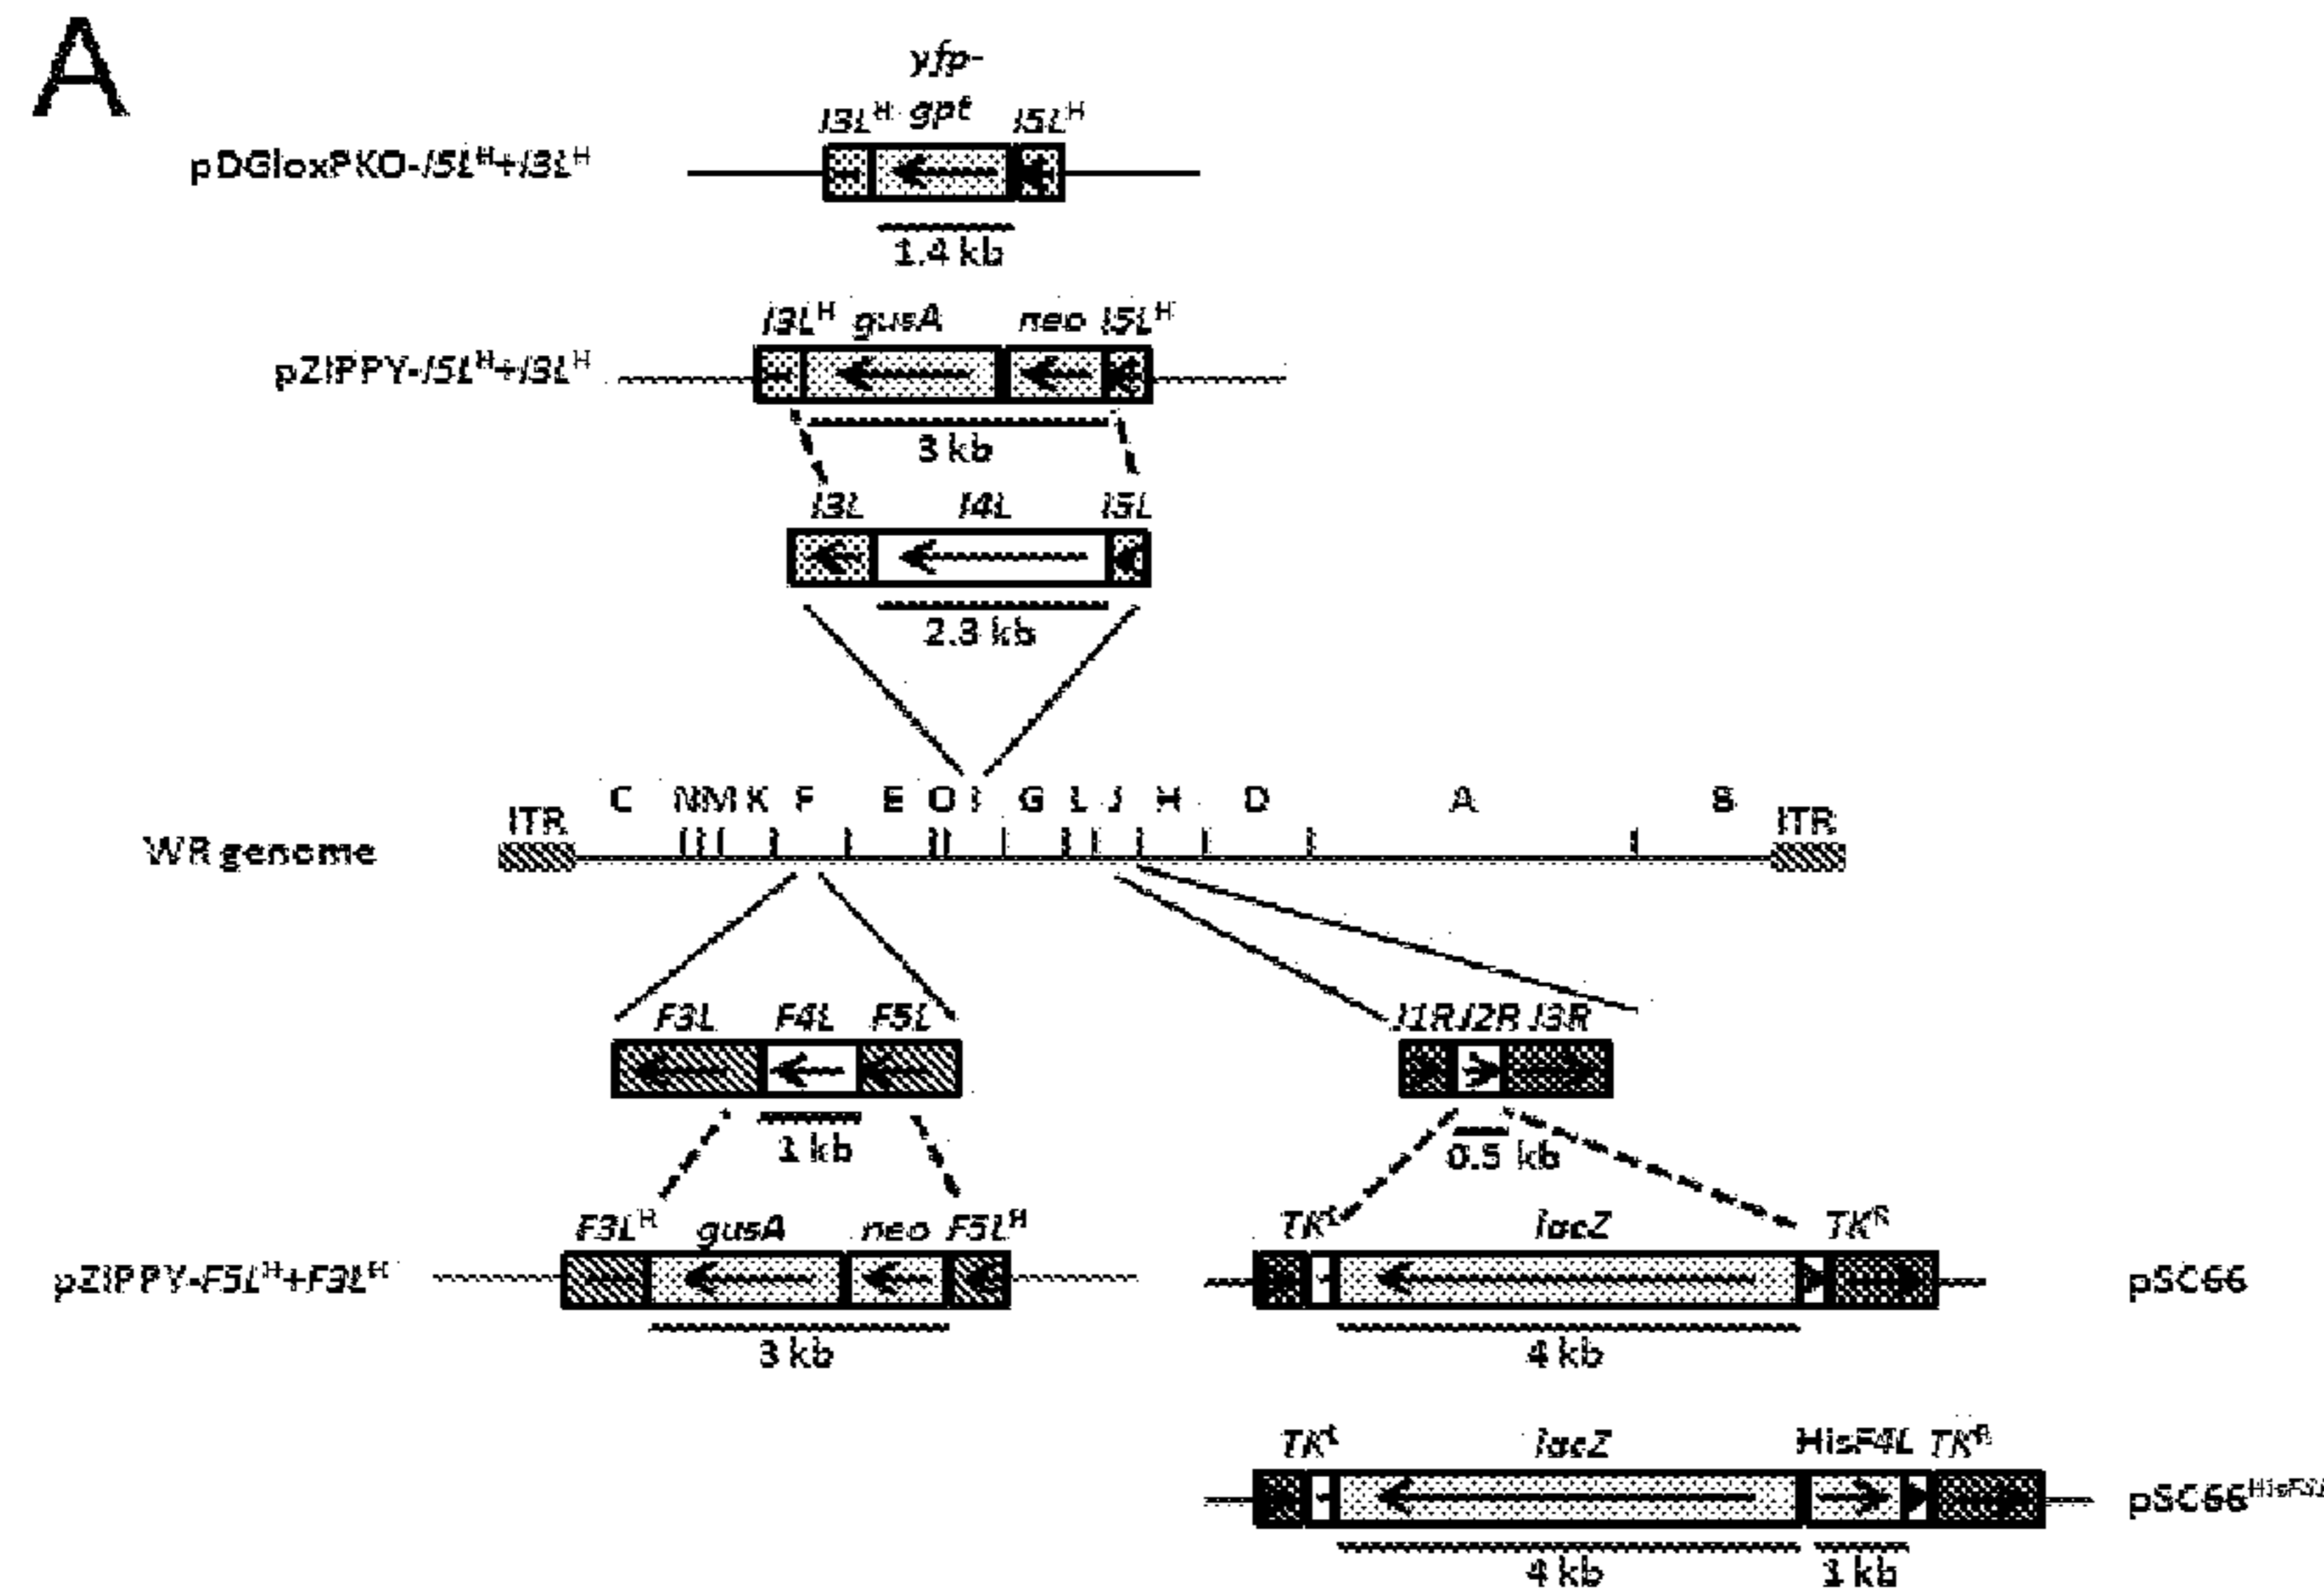 A
yfp-
I3L^H gpt I5L^H
pDGloxPKO-I5L^H+I3L^H
1.4 kb
I3L^H gusA neo I5L^H
pZIPPY-I5L^H+I3L^H
3 kb
I3L I4L I5L
2.3 kb
C N M K F E O I G L J H D A B
ITR ITR
WR genome
F3L F4L F5L J1R J2R J3R
1 kb 0.5 kb
F3L^H gusA neo F5L^H TK^L lacZ TK^R
pZIPPY-F5L^H+F3L^H pSC66
3 kb 4 kb
TK^L lacZ HisF4L TK^R
pSC66^HisF4L
4 kb 1 kb